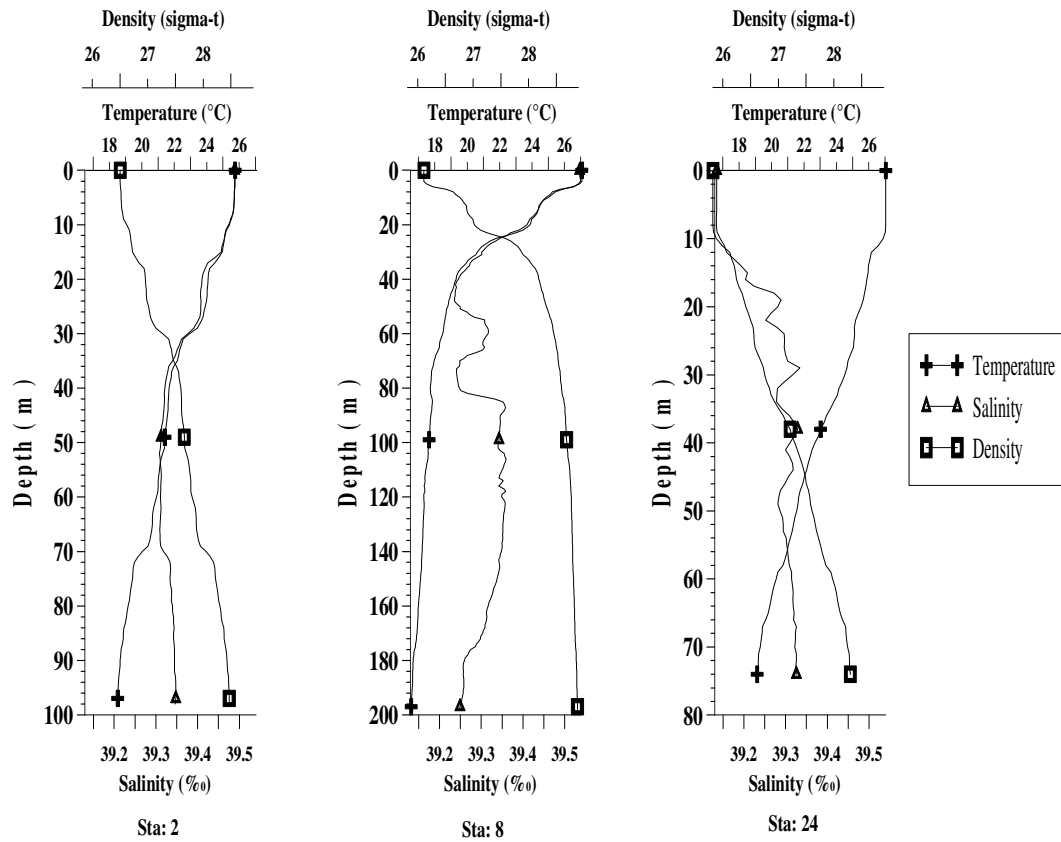 Density (sigma-t)
26 27 28
Temperature (°C)
18 20 22 24 26
0
10
20
30
40
50
60
70
80
90
100
Depth ( m )
39.2 39.3 39.4 39.5
Salinity (‰)
Sta: 2
Density (sigma-t)
26 27 28
Temperature (°C)
18 20 22 24 26
0
20
40
60
80
100
120
140
160
180
200
Depth ( m )
39.2 39.3 39.4 39.5
Salinity (‰)
Sta: 8
Density (sigma-t)
26 27 28
Temperature (°C)
18 20 22 24 26
0
10
20
30
40
50
60
70
80
Depth ( m )
39.2 39.3 39.4 39.5
Salinity (‰)
Sta: 24
Temperature
Salinity
Density